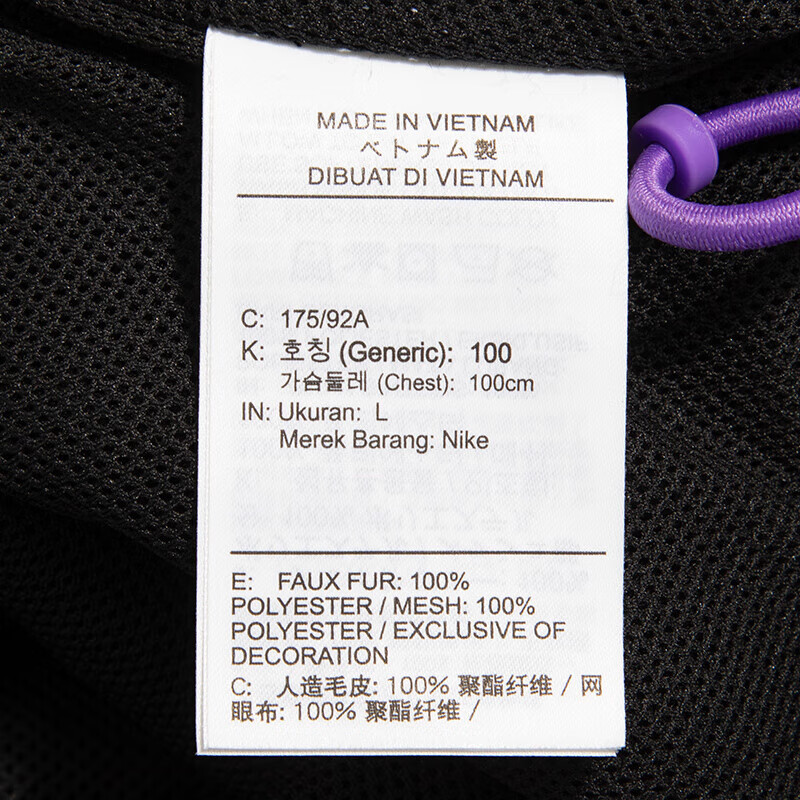 MADE IN VIETNAM
ベトナム製
DIBUAT DI VIETNAM
C: 175/92A
K: 호칭 (Generic): 100
가슴둘레 (Chest): 100cm
IN: Ukuran: L
Merek Barang: Nike
E: FAUX FUR: 100%
POLYESTER / MESH: 100%
POLYESTER / EXCLUSIVE OF
DECORATION
C: 人造毛皮: 100% 聚酯纤维 / 网
眼布: 100% 聚酯纤维 /